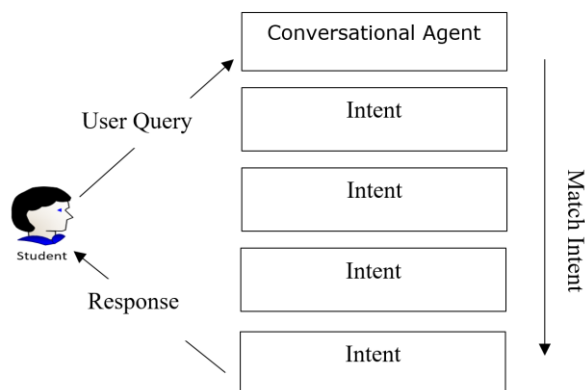 Conversational Agent
User Query
Intent
Intent
Match Intent
Student
Intent
Response
Intent